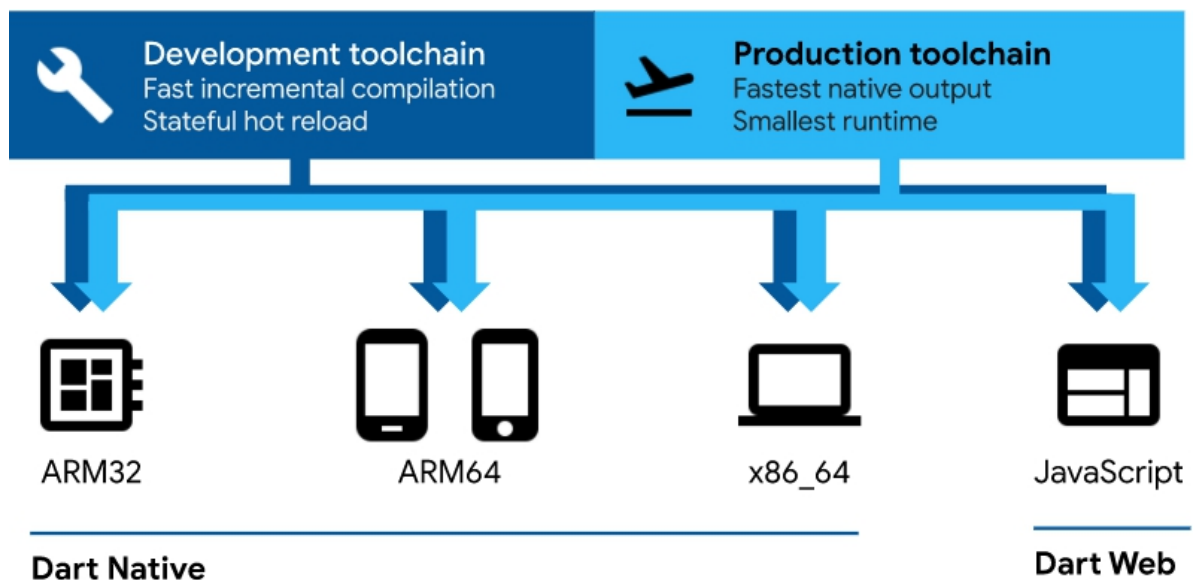 Development toolchain
Fast incremental compilation
Stateful hot reload
Production toolchain
Fastest native output
Smallest runtime
ARM32
ARM64
x86_64
JavaScript
Dart Native
Dart Web